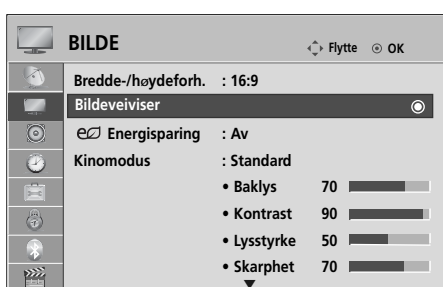 BILDE
Flytte OK
Bredde-/høydeforh. : 16:9
Bildeveiviser
Energisparing : Av
Kinomodus : Standard
• Baklys 70
• Kontrast 90
• Lysstyrke 50
• Skarphet 70